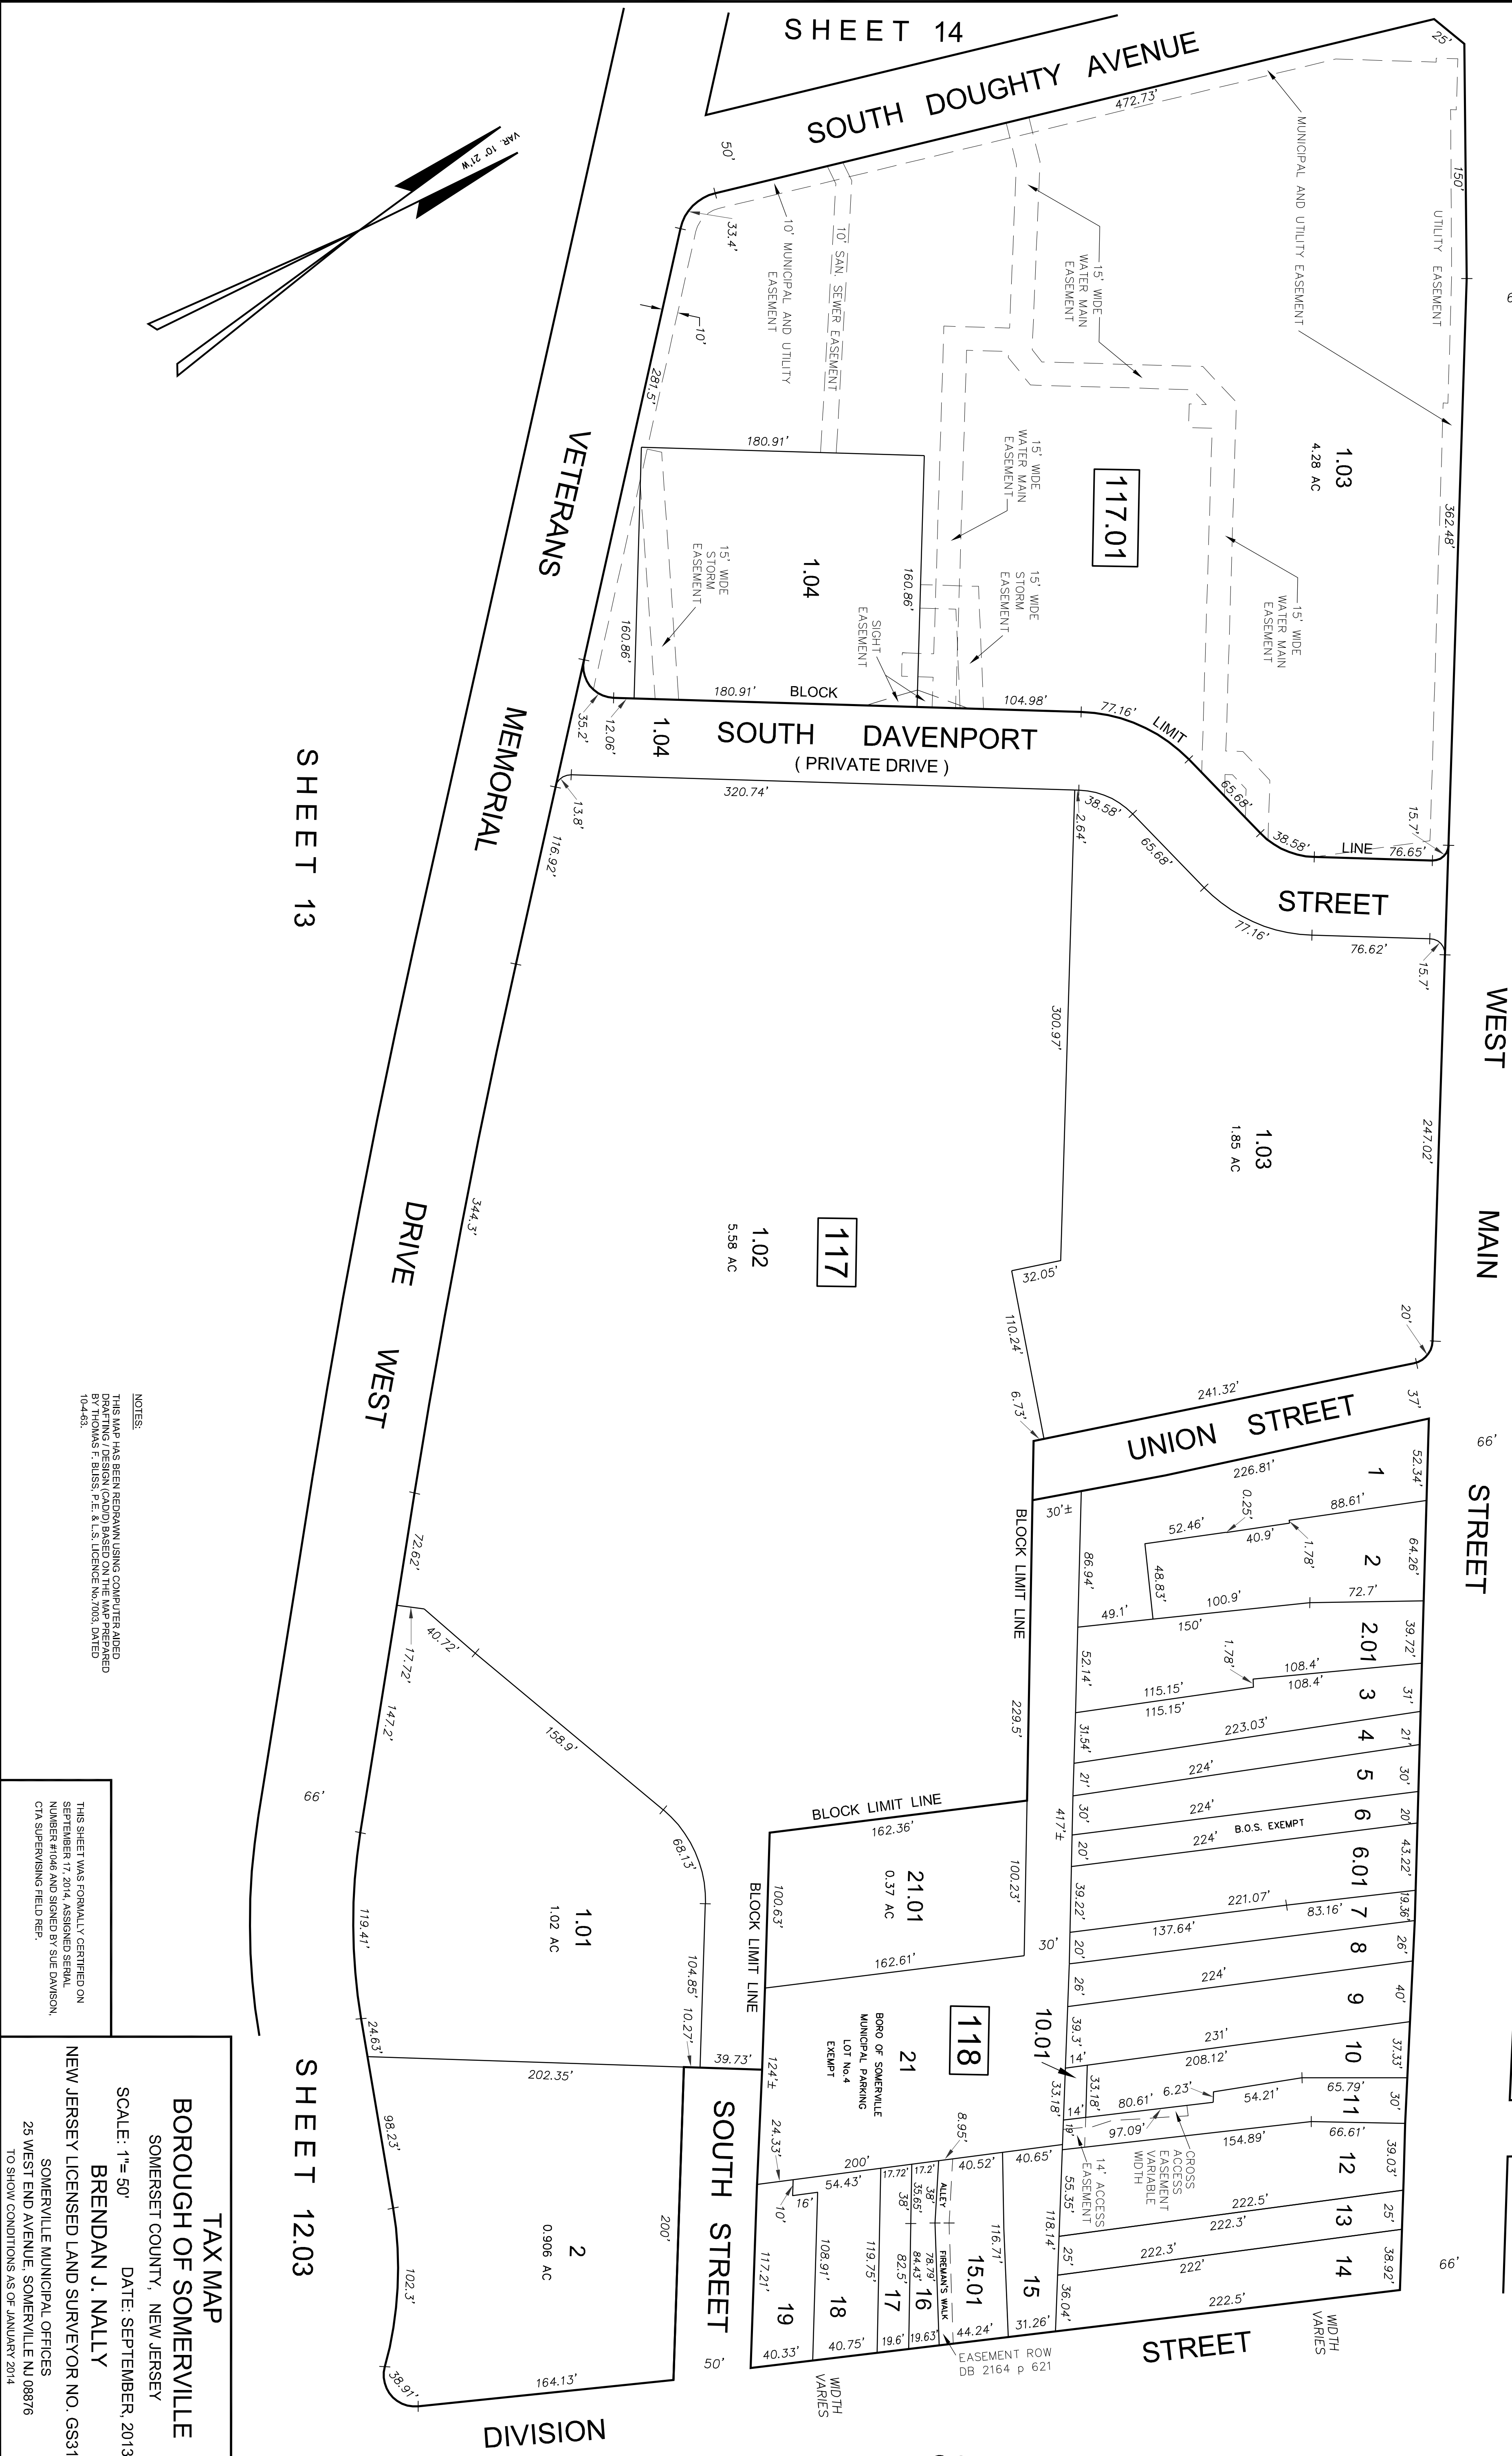 SHEET 14
SOUTH DOUGHTY AVENUE
25'
472.73'
150'
50'
VAR. 10° 21'W
33.4'
10'
281.5'
10' MUNICIPAL AND UTILITY
EASEMENT
10' SAN. SEWER EASEMENT
15' WIDE
WATER MAIN
EASEMENT
MUNICIPAL AND UTILITY EASEMENT
UTILITY EASEMENT
1.03
4.28 AC
362.48'
117.01
15' WIDE
WATER MAIN
EASEMENT
15' WIDE
WATER MAIN
EASEMENT
15' WIDE
STORM
EASEMENT
180.91'
1.04
160.86'
15' WIDE
STORM
EASEMENT
SIGHT
EASEMENT
160.86'
180.91'
BLOCK
104.98'
77.16'
LIMIT
65.68'
38.58'
LINE
76.65'
15.7'
35.2'
12.06'
1.04
SOUTH DAVENPORT
( PRIVATE DRIVE )
STREET
320.74'
13.8'
2.64'
38.58'
65.68'
77.16'
76.62'
15.7'
VETERANS
MEMORIAL
DRIVE
WEST
116.92'
344.3'
72.62'
SHEET 13
300.97'
1.03
1.85 AC
247.02'
WEST
MAIN
STREET
66'
117
1.02
5.58 AC
32.05'
110.24'
6.73'
241.32'
20'
37'
UNION STREET
226.81'
30'±
BLOCK LIMIT LINE
229.5'
1
52.34'
88.61'
0.25'
52.46'
40.9'
1.78'
48.83'
86.94'
2
64.26'
72.7'
100.9'
49.1'
150'
2.01
39.72'
108.4'
108.4'
1.78'
115.15'
115.15'
52.14'
3
31'
31.54'
223.03'
4
21'
21'
224'
5
30'
30'
224'
6
20'
20'
B.O.S. EXEMPT
224'
6.01
43.22'
39.22'
221.07'
7
19.36'
83.16'
137.64'
20'
8
26'
26'
224'
9
40'
39.3'
231'
10
37.33'
208.12'
14'
10.01
33.18'
33.18'
14'
80.61'
6.23'
54.21'
65.79'
11
30'
66.61'
97.09'
19'
154.89'
CROSS
ACCESS
EASEMENT
VARIABLE
WIDTH
14' ACCESS
EASEMENT
12
39.03'
55.35'
222.5'
222.3'
13
25'
25'
222.3'
222'
14
38.92'
36.04'
222.5'
66'
WIDTH
VARIES
STREET
417'±
30'
BLOCK LIMIT LINE
162.36'
100.63'
21.01
0.37 AC
100.23'
162.61'
BLOCK LIMIT LINE
118
21
BORO OF SOMERVILLE
MUNICIPAL PARKING
LOT No.4
EXEMPT
124'±
24.33'
8.95'
200'
54.43'
17.72'
17.2'
40.52'
40.65'
16'
10'
38'
35.65'
38'
ALLEY
FIREMAN'S WALK
116.71'
118.14'
117.21'
108.91'
119.75'
82.5'
84.43'
78.79'
19
18
17
16
15.01
15
40.33'
40.75'
19.6'
19.63'
44.24'
31.26'
EASEMENT ROW
DB 2164 p 621
WIDTH
VARIES
17.72'
40.72'
158.9'
68.13'
104.85'
10.27'
39.73'
147.2'
1.01
1.02 AC
66'
119.41'
24.63'
202.35'
98.23'
102.3'
2
0.906 AC
200'
38.91'
164.13'
SOUTH STREET
50'
DIVISION
SHEET 12.03
NOTES:
THIS MAP HAS BEEN REDRAWN USING COMPUTER AIDED
DRAFTING / DESIGN (CAD/D) BASED ON THE MAP PREPARED
BY THOMAS F. BLISS, P.E. & L.S. LICENCE No.7003, DATED
10-4-63.
THIS SHEET WAS FORMALLY CERTIFIED ON
SEPTEMBER 17, 2014, ASSIGNED SERIAL
NUMBER #1046 AND SIGNED BY SUE DAVISON,
CTA SUPERVISING FIELD REP.
TAX MAP
BOROUGH OF SOMERVILLE
SOMERSET COUNTY, NEW JERSEY
SCALE: 1"= 50' DATE: SEPTEMBER, 2013
BRENDAN J. NALLY
NEW JERSEY LICENSED LAND SURVEYOR NO. GS31
SOMERVILLE MUNICIPAL OFFICES
25 WEST END AVENUE, SOMERVILLE NJ 08876
TO SHOW CONDITIONS AS OF JANUARY 2014